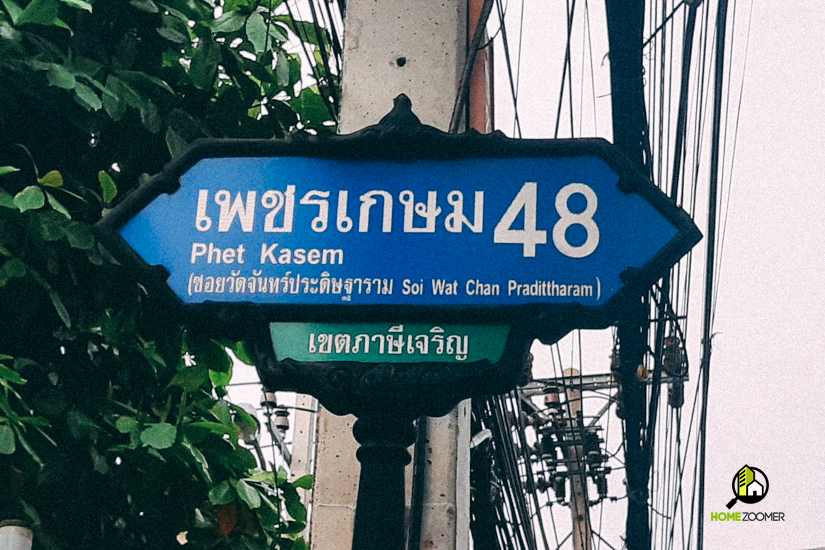 เพชรเกษม 48
Phet Kasem
(ซอยวัดจันทร์ประดิษฐาราม Soi Wat Chan Pradittharam)
เขตภาษีเจริญ
HOMEZOOMER